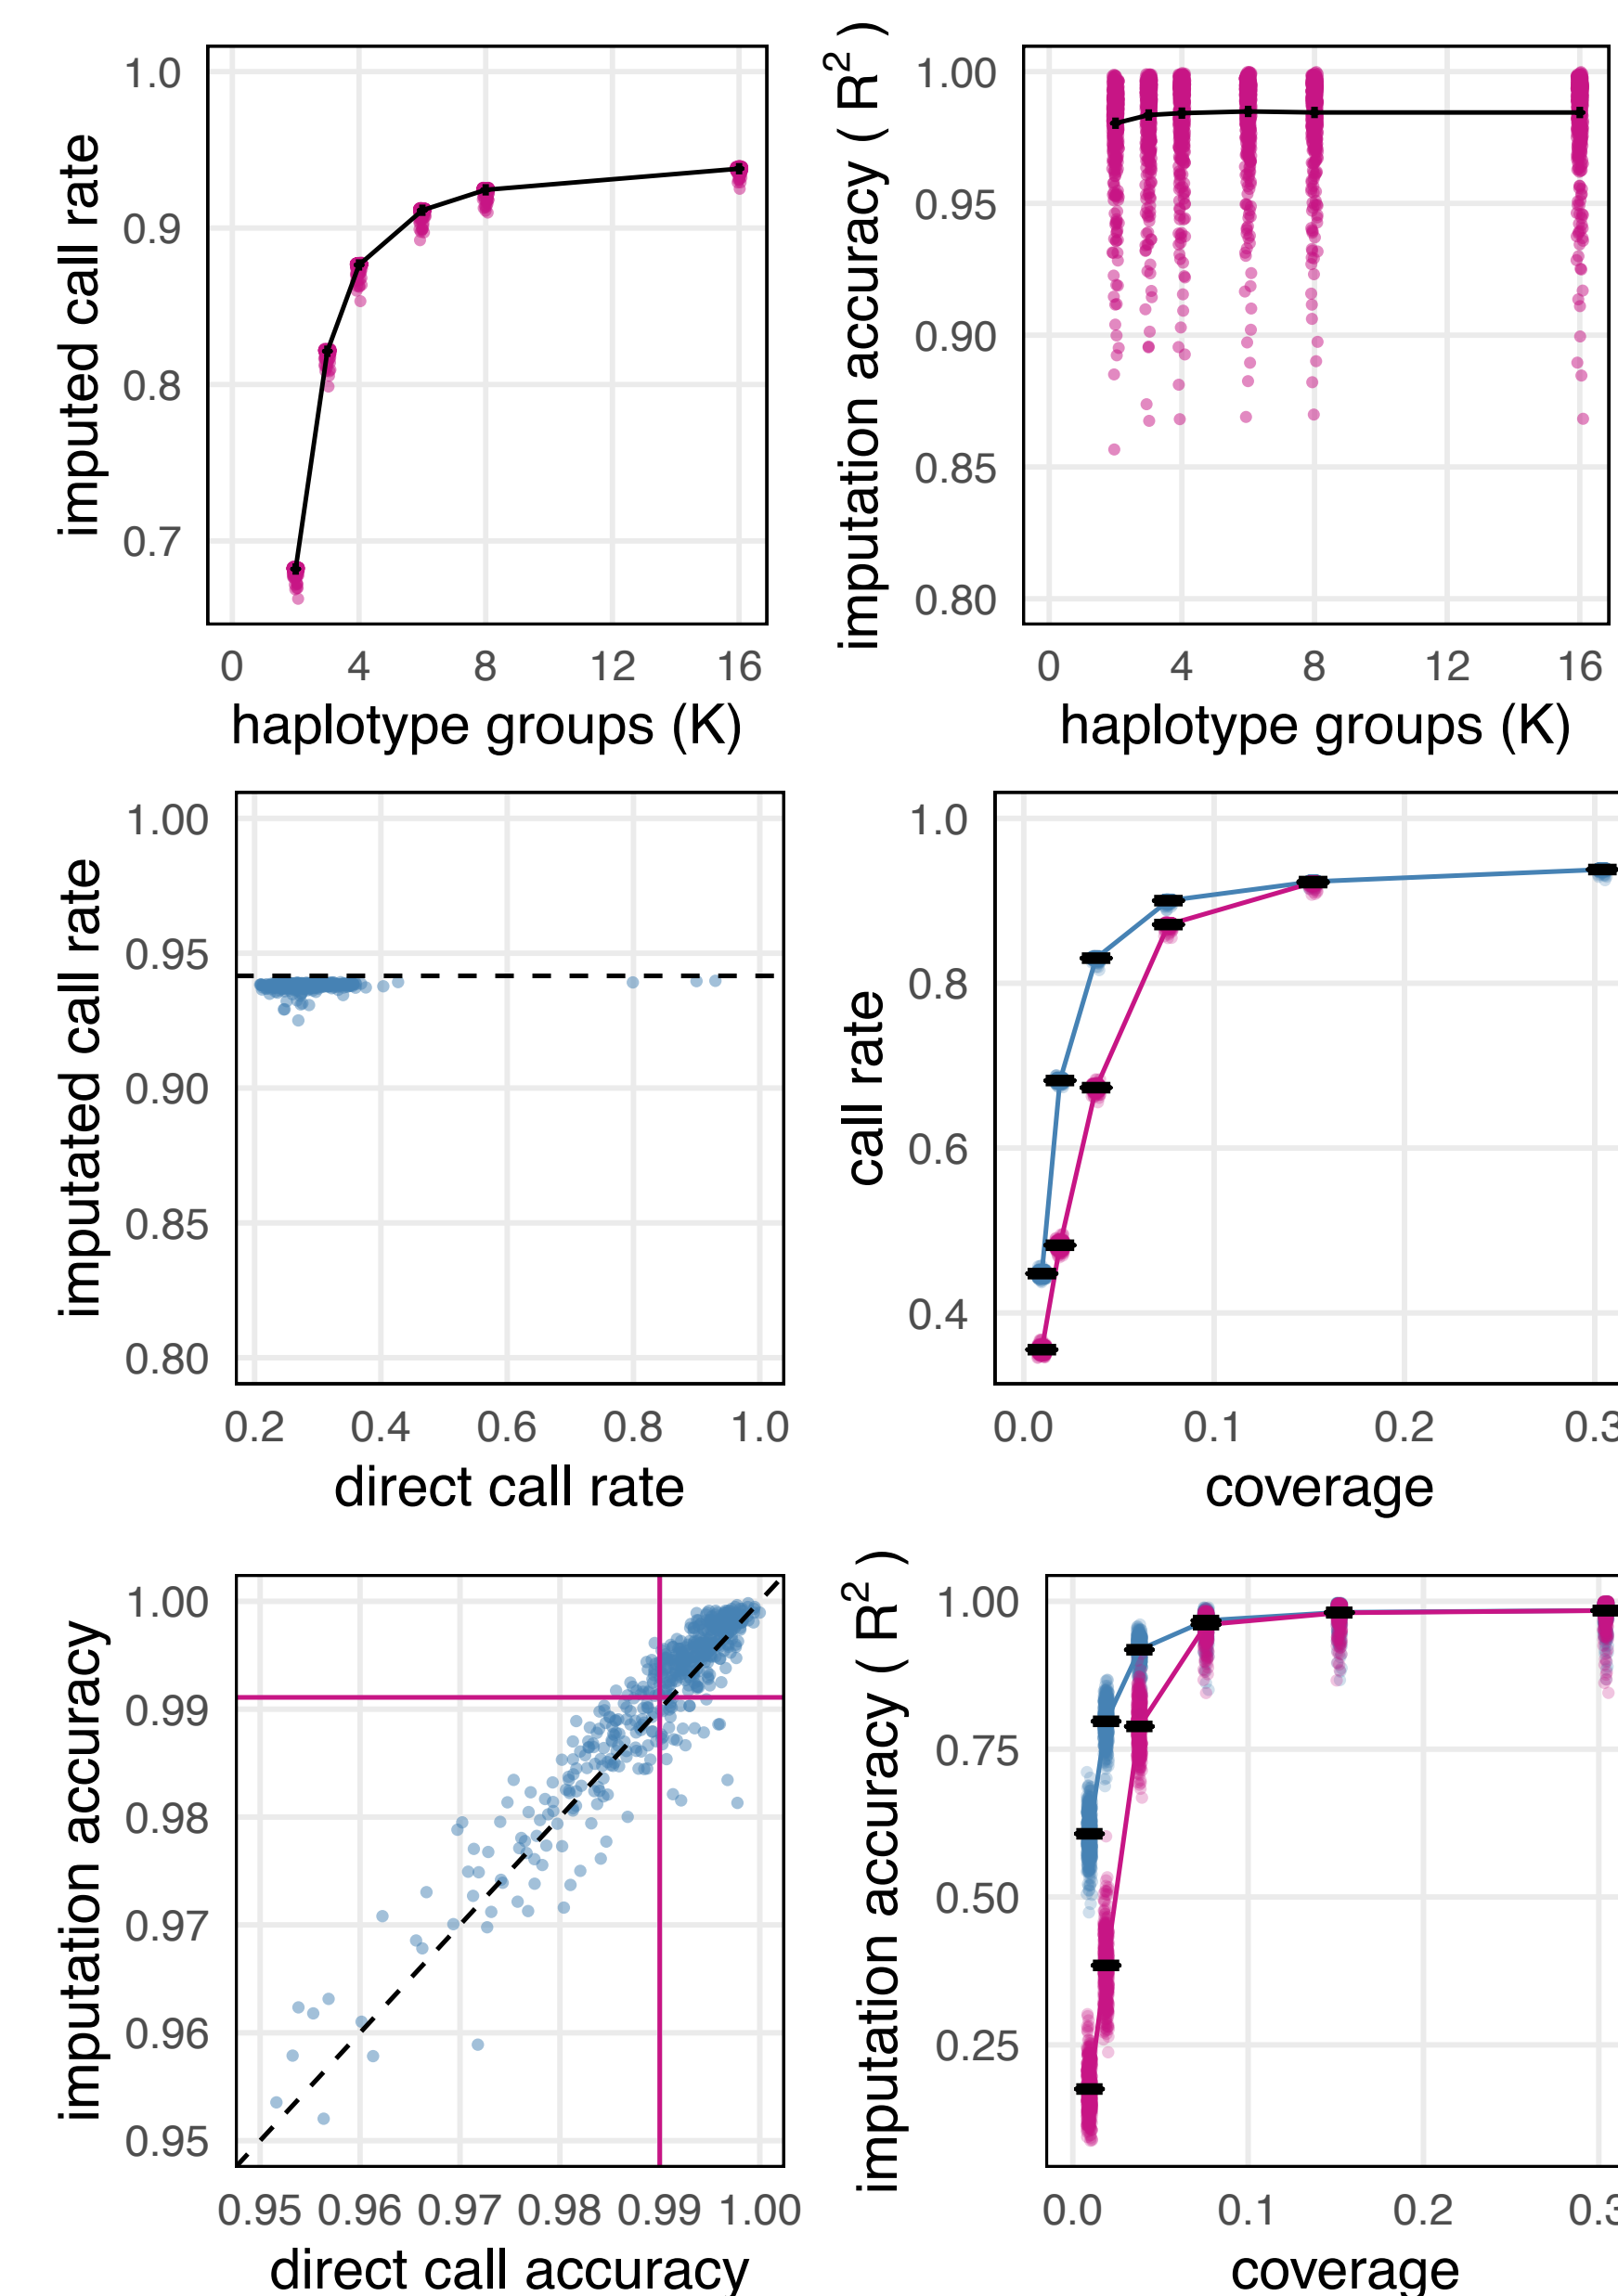 imputed call rate
1.0
0.9
0.8
0.7
0 4 8 12 16
haplotype groups (K)
imputation accuracy ( R² )
1.00
0.95
0.90
0.85
0.80
0 4 8 12 16
haplotype groups (K)
imputated call rate
1.00
0.95
0.90
0.85
0.80
0.2 0.4 0.6 0.8 1.0
direct call rate
call rate
1.0
0.8
0.6
0.4
0.0 0.1 0.2 0.3
coverage
imputation accuracy
1.00
0.99
0.98
0.97
0.96
0.95
0.95 0.96 0.97 0.98 0.99 1.00
direct call accuracy
imputation accuracy ( R² )
1.00
0.75
0.50
0.25
0.0 0.1 0.2 0.3
coverage